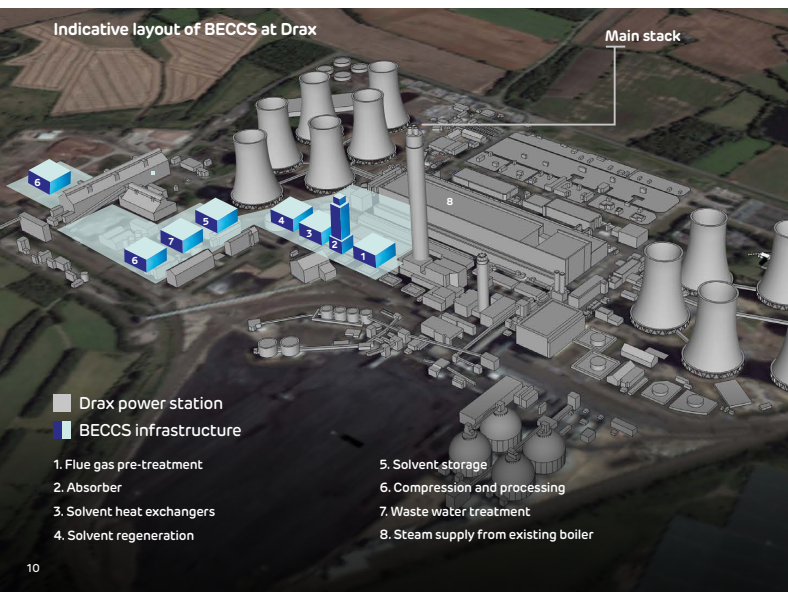 Indicative layout of BECCS at Drax
Main stack
6
8
5
4
3
7
2
6
1
Drax power station
BECCS infrastructure
1. Flue gas pre-treatment
2. Absorber
3. Solvent heat exchangers
4. Solvent regeneration
5. Solvent storage
6. Compression and processing
7. Waste water treatment
8. Steam supply from existing boiler
10